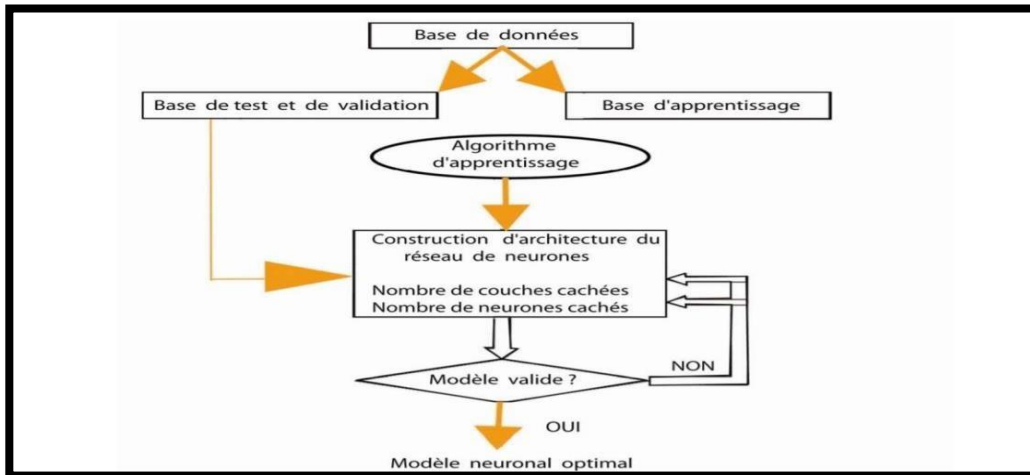 Base de données
Base de test et de validation
Base d'apprentissage
Algorithme
d'apprentissage
Construction d'architecture du
réseau de neurones
Nombre de couches cachées
Nombre de neurones cachés
Modèle valide ?
NON
OUI
Modèle neuronal optimal